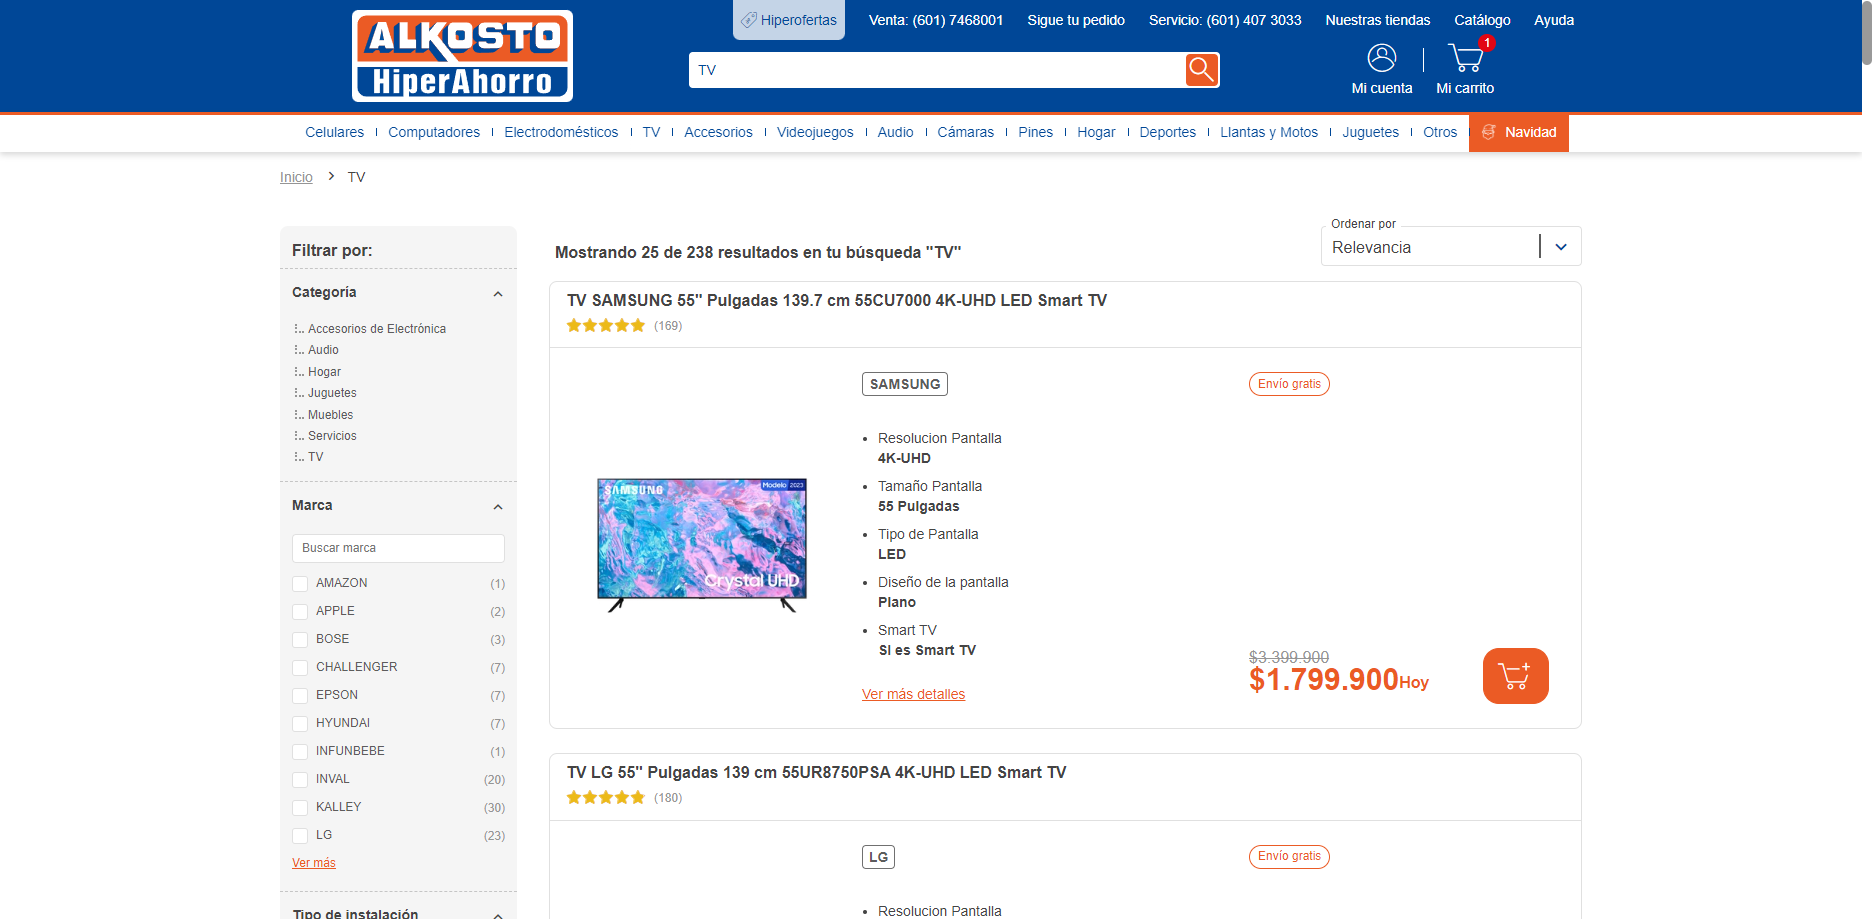 Hiperofertas
Venta: (601) 7468001
Sigue tu pedido
Servicio: (601) 407 3033
Nuestras tiendas
Catálogo
Ayuda
ALKOSTO
HiperAhorro
TV
1
Mi cuenta
Mi carrito
Celulares
Computadores
Electrodomésticos
TV
Accesorios
Videojuegos
Audio
Cámaras
Pines
Hogar
Deportes
Llantas y Motos
Juguetes
Otros
Navidad
Inicio
TV
Filtrar por:
Categoría
Accesorios de Electrónica
Audio
Hogar
Juguetes
Muebles
Servicios
TV
Marca
Buscar marca
AMAZON (1)
APPLE (2)
BOSE (3)
CHALLENGER (7)
EPSON (7)
HYUNDAI (7)
INFUNBEBE (1)
INVAL (20)
KALLEY (30)
LG (23)
Ver más
Tipo de instalación
Mostrando 25 de 238 resultados en tu búsqueda "TV"
Ordenar por
Relevancia
TV SAMSUNG 55" Pulgadas 139.7 cm 55CU7000 4K-UHD LED Smart TV
(169)
SAMSUNG
Modelo 2023
Crystal UHD
SAMSUNG
Envío gratis
Resolucion Pantalla
4K-UHD
Tamaño Pantalla
55 Pulgadas
Tipo de Pantalla
LED
Diseño de la pantalla
Plano
Smart TV
SI es Smart TV
Ver más detalles
$3.399.900
$1.799.900 Hoy
TV LG 55" Pulgadas 139 cm 55UR8750PSA 4K-UHD LED Smart TV
(180)
LG
Envío gratis
Resolucion Pantalla